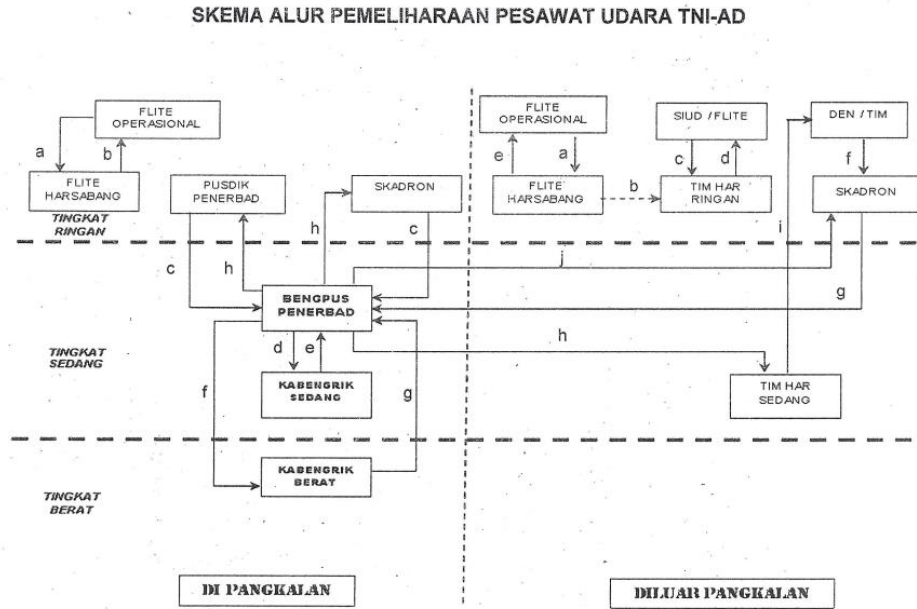 SKEMA ALUR PEMELIHARAAN PESAWAT UDARA TNI-AD
FLITE
OPERASIONAL
a
b
FLITE
HARSABANG
TINGKAT
RINGAN
PUSDIK
PENERBAD
SKADRON
h
c
FLITE
OPERASIONAL
e
a
FLITE
HARSABANG
b
SIUD / FLITE
c
d
TIM HAR
RINGAN
DEN / TIM
f
SKADRON
i
c
h
j
g
BENGPUS
PENERBAD
h
d
e
TINGKAT
SEDANG
f
g
KABENGRIK
SEDANG
TIM HAR
SEDANG
KABENGRIK
BERAT
TINGKAT
BERAT
DI PANGKALAN
DILUAR PANGKALAN